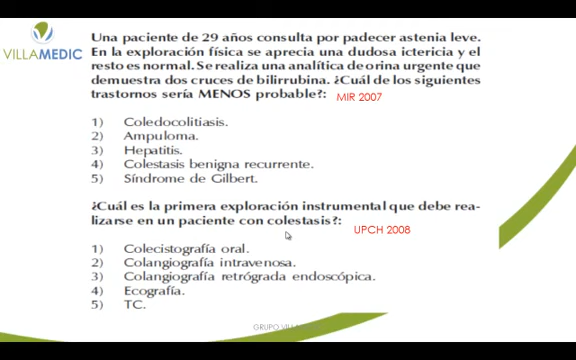 VILLAMEDIC
Una paciente de 29 años consulta por padecer astenia leve.
En la exploración física se aprecia una dudosa ictericia y el
resto es normal. Se realiza una analítica de orina urgente que
demuestra dos cruces de bilirrubina. ¿Cuál de los siguientes
trastornos sería MENOS probable?: MIR 2007
1) Coledocolitiasis.
2) Ampuloma.
3) Hepatitis.
4) Colestasis benigna recurrente.
5) Síndrome de Gilbert.
¿Cuál es la primera exploración instrumental que debe rea-
lizarse en un paciente con colestasis?: UPCH 2008
1) Colecistografía oral.
2) Colangiografía intravenosa.
3) Colangiografía retrógrada endoscópica.
4) Ecografía.
5) TC.
GRUPO